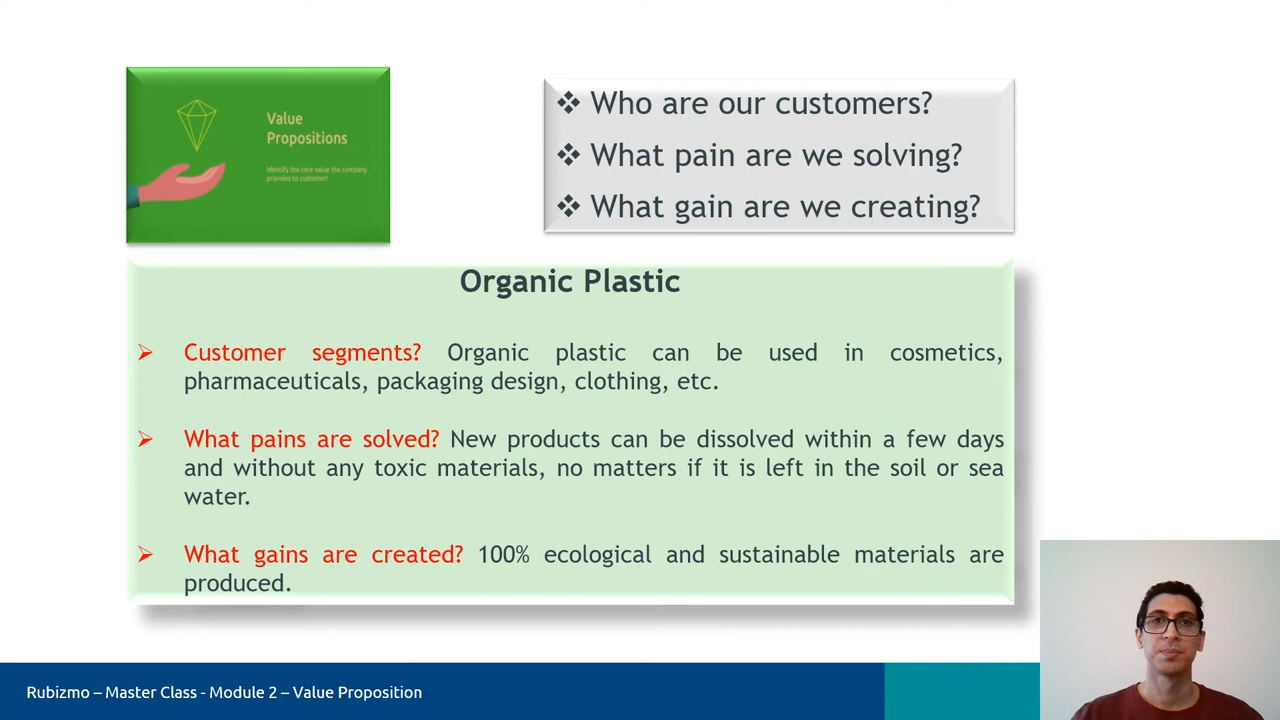 Value
Propositions
Identify the core value the company
provides to customer!
❖ Who are our customers?
❖ What pain are we solving?
❖ What gain are we creating?
Organic Plastic
➢ Customer segments? Organic plastic can be used in cosmetics,
pharmaceuticals, packaging design, clothing, etc.
➢ What pains are solved? New products can be dissolved within a few days
and without any toxic materials, no matters if it is left in the soil or sea
water.
➢ What gains are created? 100% ecological and sustainable materials are
produced.
Rubizmo – Master Class - Module 2 – Value Proposition